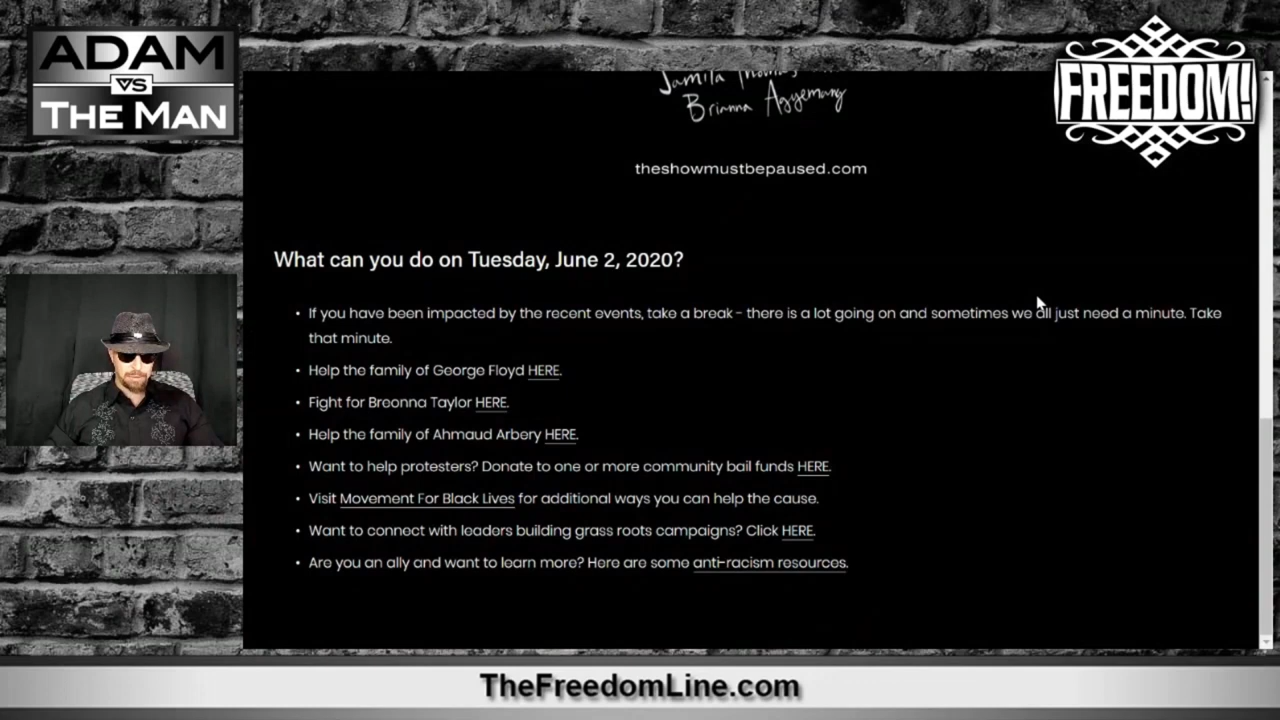 ADAM
VS
THE MAN
FREEDOM!
Jamila Thomas
Brianna Agyemang
theshowmustbepaused.com
What can you do on Tuesday, June 2, 2020?
• If you have been impacted by the recent events, take a break - there is a lot going on and sometimes we all just need a minute. Take
that minute.
• Help the family of George Floyd HERE.
• Fight for Breonna Taylor HERE.
• Help the family of Ahmaud Arbery HERE.
• Want to help protesters? Donate to one or more community bail funds HERE.
• Visit Movement For Black Lives for additional ways you can help the cause.
• Want to connect with leaders building grass roots campaigns? Click HERE.
• Are you an ally and want to learn more? Here are some anti-racism resources.
TheFreedomLine.com